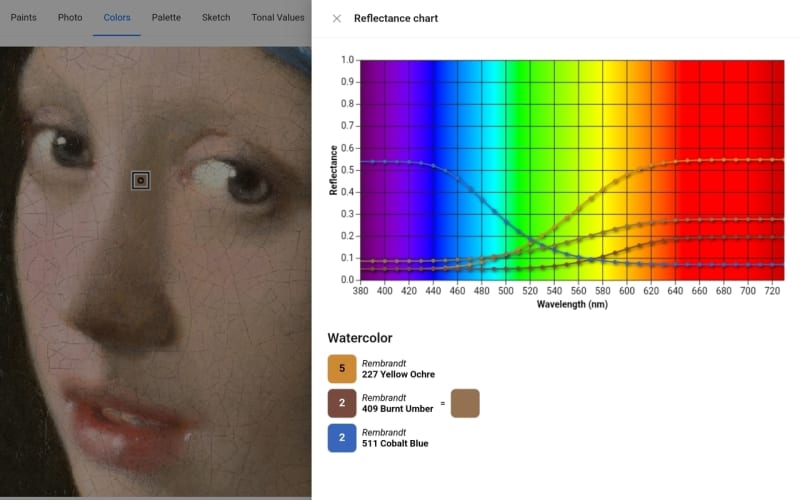 Paints Photo Colors Palette Sketch Tonal Values
Reflectance chart
Reflectance
1.0
0.9
0.8
0.7
0.6
0.5
0.4
0.3
0.2
0.1
0.0
380 400 420 440 460 480 500 520 540 560 580 600 620 640 660 680 700 720
Wavelength (nm)
Watercolor
5 Rembrandt
227 Yellow Ochre
2 Rembrandt
409 Burnt Umber =
2 Rembrandt
511 Cobalt Blue